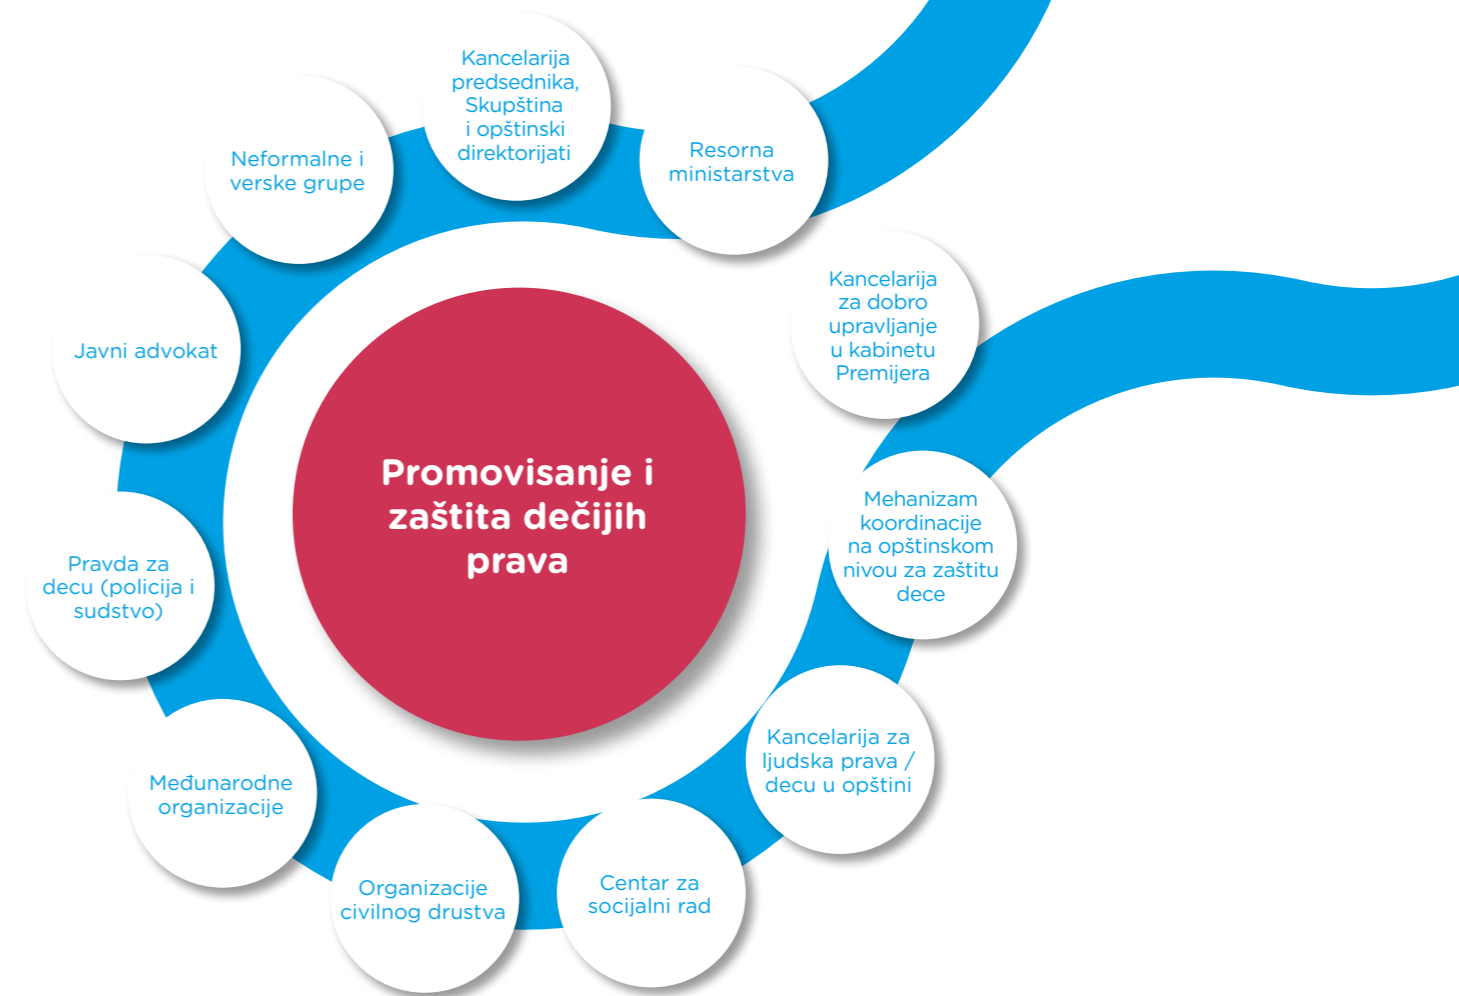 Kancelarija
predsednika,
Skupština
i opštinski
direktorijati
Resorna
ministarstva
Neformalne i
verske grupe
Kancelarija
za dobro
upravljanje
u kabinetu
Premijera
Javni advokat
Promovisanje i
zaštita dečijih
prava
Mehanizam
koordinacije
na opštinskom
nivou za zaštitu
dece
Pravda za
decu (policija i
sudstvo)
Kancelarija za
ljudska prava /
decu u opštini
Međunarodne
organizacije
Organizacije
civilnog drustva
Centar za
socijalni rad